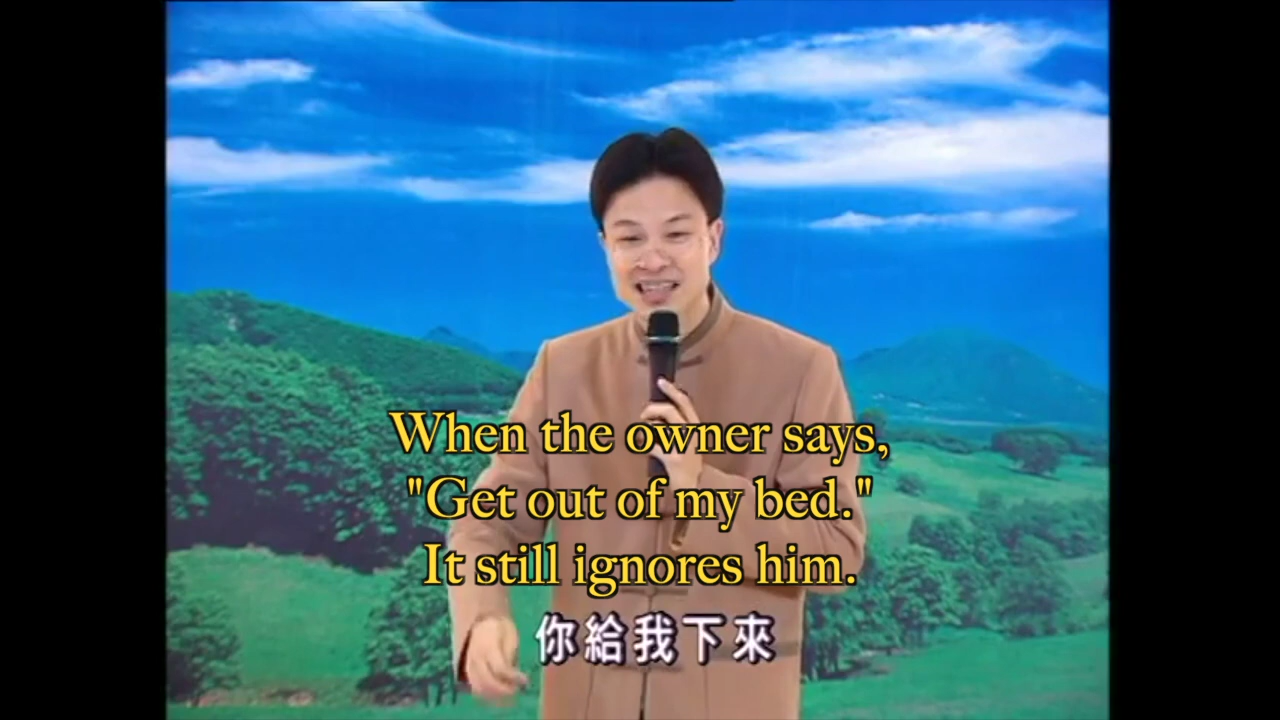 When the owner says,
"Get out of my bed."
It still ignores him.
你給我下來